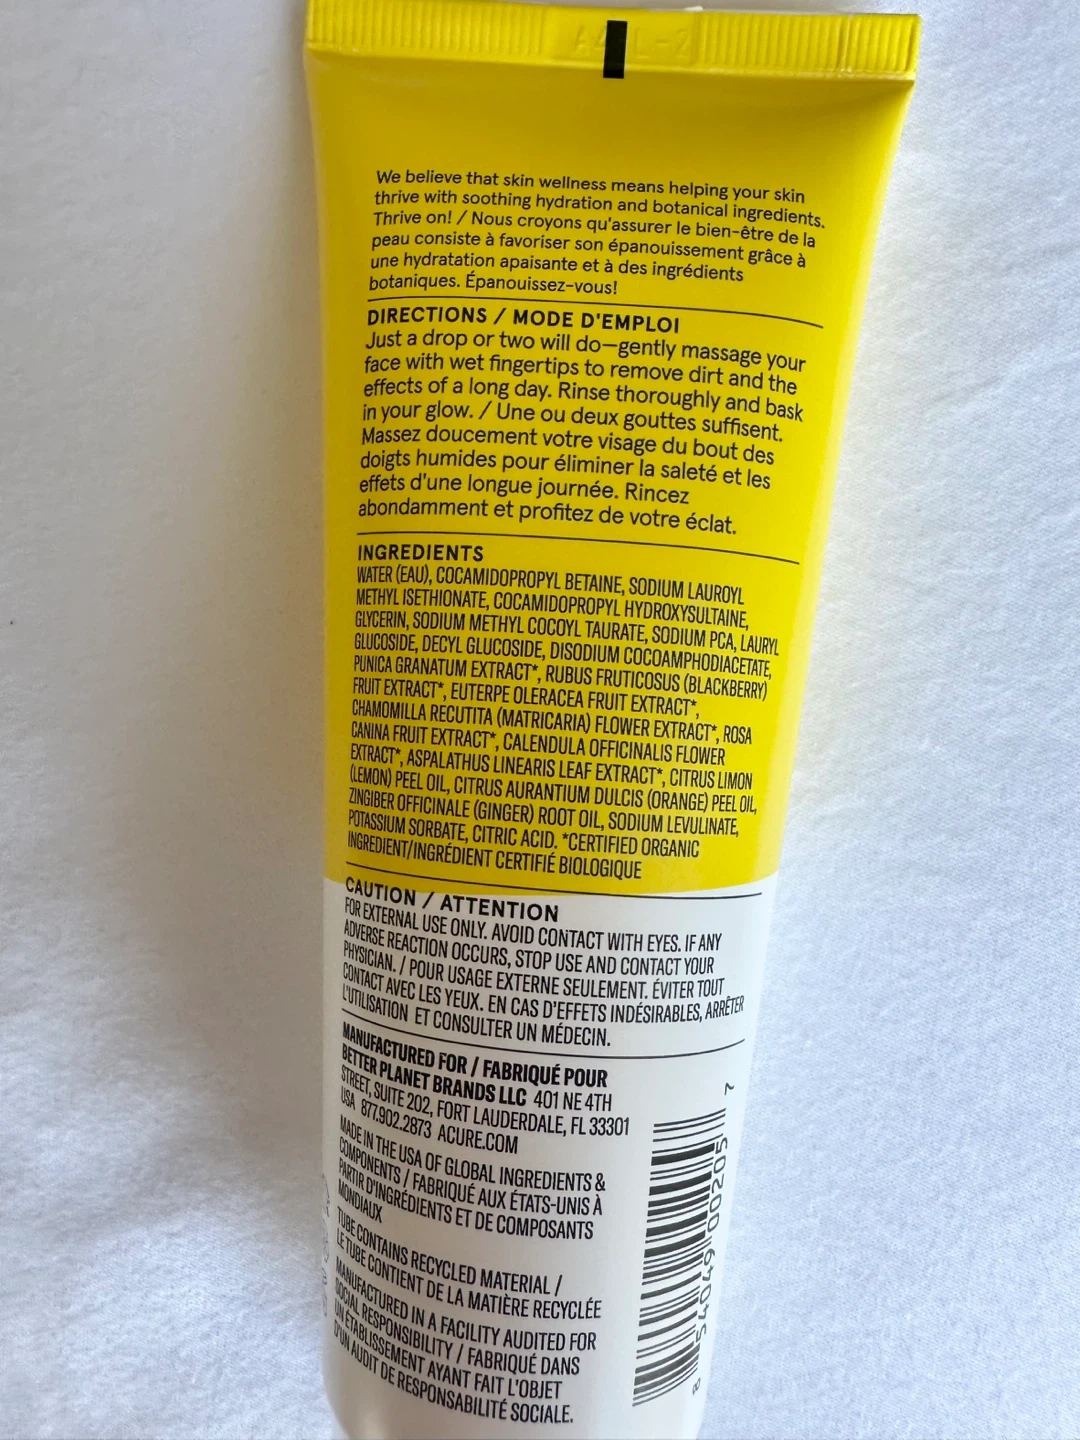 We believe that skin wellness means helping your skin
thrive with soothing hydration and botanical ingredients.
Thrive on! / Nous croyons qu'assurer le bien-être de la
peau consiste à favoriser son épanouissement grâce à
une hydratation apaisante et à des ingrédients
botaniques. Épanouissez-vous!
DIRECTIONS / MODE D'EMPLOI
Just a drop or two will do—gently massage your
face with wet fingertips to remove dirt and the
effects of a long day. Rinse thoroughly and bask
in your glow. / Une ou deux gouttes suffisent.
Massez doucement votre visage du bout des
doigts humides pour éliminer la saleté et les
effets d'une longue journée. Rincez
abondamment et profitez de votre éclat.
INGREDIENTS
WATER (EAU), COCAMIDOPROPYL BETAINE, SODIUM LAUROYL
METHYL ISETHIONATE, COCAMIDOPROPYL HYDROXYSULTAINE,
GLYCERIN, SODIUM METHYL COCOYL TAURATE, SODIUM PCA, LAURYL
GLUCOSIDE, DECYL GLUCOSIDE, DISODIUM COCOAMPHODIACETATE,
PUNICA GRANATUM EXTRACT*, RUBUS FRUTICOSUS (BLACKBERRY)
FRUIT EXTRACT*, EUTERPE OLERACEA FRUIT EXTRACT*,
CHAMOMILLA RECUTITA (MATRICARIA) FLOWER EXTRACT*, ROSA
CANINA FRUIT EXTRACT*, CALENDULA OFFICINALIS FLOWER
EXTRACT*, ASPALATHUS LINEARIS LEAF EXTRACT*, CITRUS LIMON
(LEMON) PEEL OIL, CITRUS AURANTIUM DULCIS (ORANGE) PEEL OIL,
ZINGIBER OFFICINALE (GINGER) ROOT OIL, SODIUM LEVULINATE,
POTASSIUM SORBATE, CITRIC ACID. *CERTIFIED ORGANIC
INGREDIENT/INGRÉDIENT CERTIFIÉ BIOLOGIQUE
CAUTION / ATTENTION
FOR EXTERNAL USE ONLY. AVOID CONTACT WITH EYES. IF ANY
ADVERSE REACTION OCCURS, STOP USE AND CONTACT YOUR
PHYSICIAN. / POUR USAGE EXTERNE SEULEMENT. ÉVITER TOUT
CONTACT AVEC LES YEUX. EN CAS D'EFFETS INDÉSIRABLES, ARRÊTER
L'UTILISATION ET CONSULTER UN MÉDECIN.
MANUFACTURED FOR / FABRIQUÉ POUR
BETTER PLANET BRANDS LLC 401 NE 4TH
STREET, SUITE 202, FORT LAUDERDALE, FL 33301
USA 877.902.2873 ACURE.COM
MADE IN THE USA OF GLOBAL INGREDIENTS &
COMPONENTS / FABRIQUÉ AUX ÉTATS-UNIS À
PARTIR D'INGRÉDIENTS ET DE COMPOSANTS
MONDIAUX
TUBE CONTAINS RECYCLED MATERIAL /
LE TUBE CONTIENT DE LA MATIÈRE RECYCLÉE
MANUFACTURED IN A FACILITY AUDITED FOR
SOCIAL RESPONSIBILITY / FABRIQUÉ DANS
UN ÉTABLISSEMENT AYANT FAIT L'OBJET
D'UN AUDIT DE RESPONSABILITÉ SOCIALE.
8 54049 00205 7